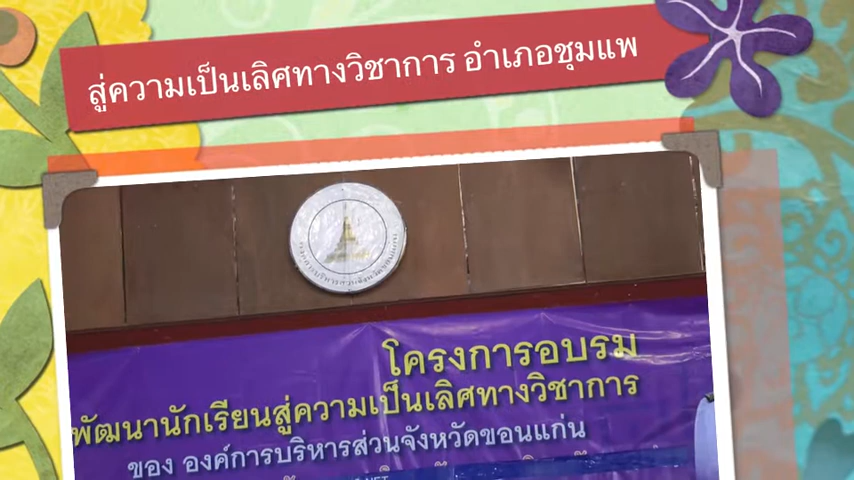 สู่ความเป็นเลิศทางวิชาการ อำเภอชุมแพ
โครงการอบรม
พัฒนานักเรียนสู่ความเป็นเลิศทางวิชาการ
ของ องค์การบริหารส่วนจังหวัดขอนแก่น